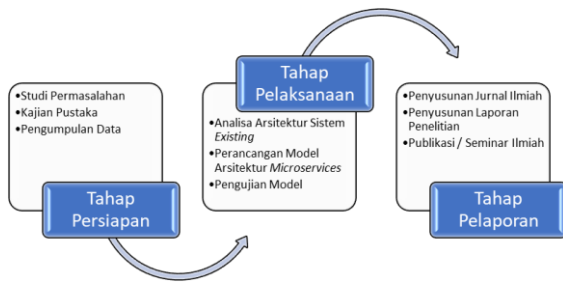 •Studi Permasalahan
•Kajian Pustaka
•Pengumpulan Data
Tahap
Persiapan
Tahap
Pelaksanaan
•Analisa Arsitektur Sistem
Existing
•Perancangan Model
Arsitektur Microservices
•Pengujian Model
•Penyusunan Jurnal Ilmiah
•Penyusunan Laporan
Penelitian
•Publikasi / Seminar Ilmiah
Tahap
Pelaporan